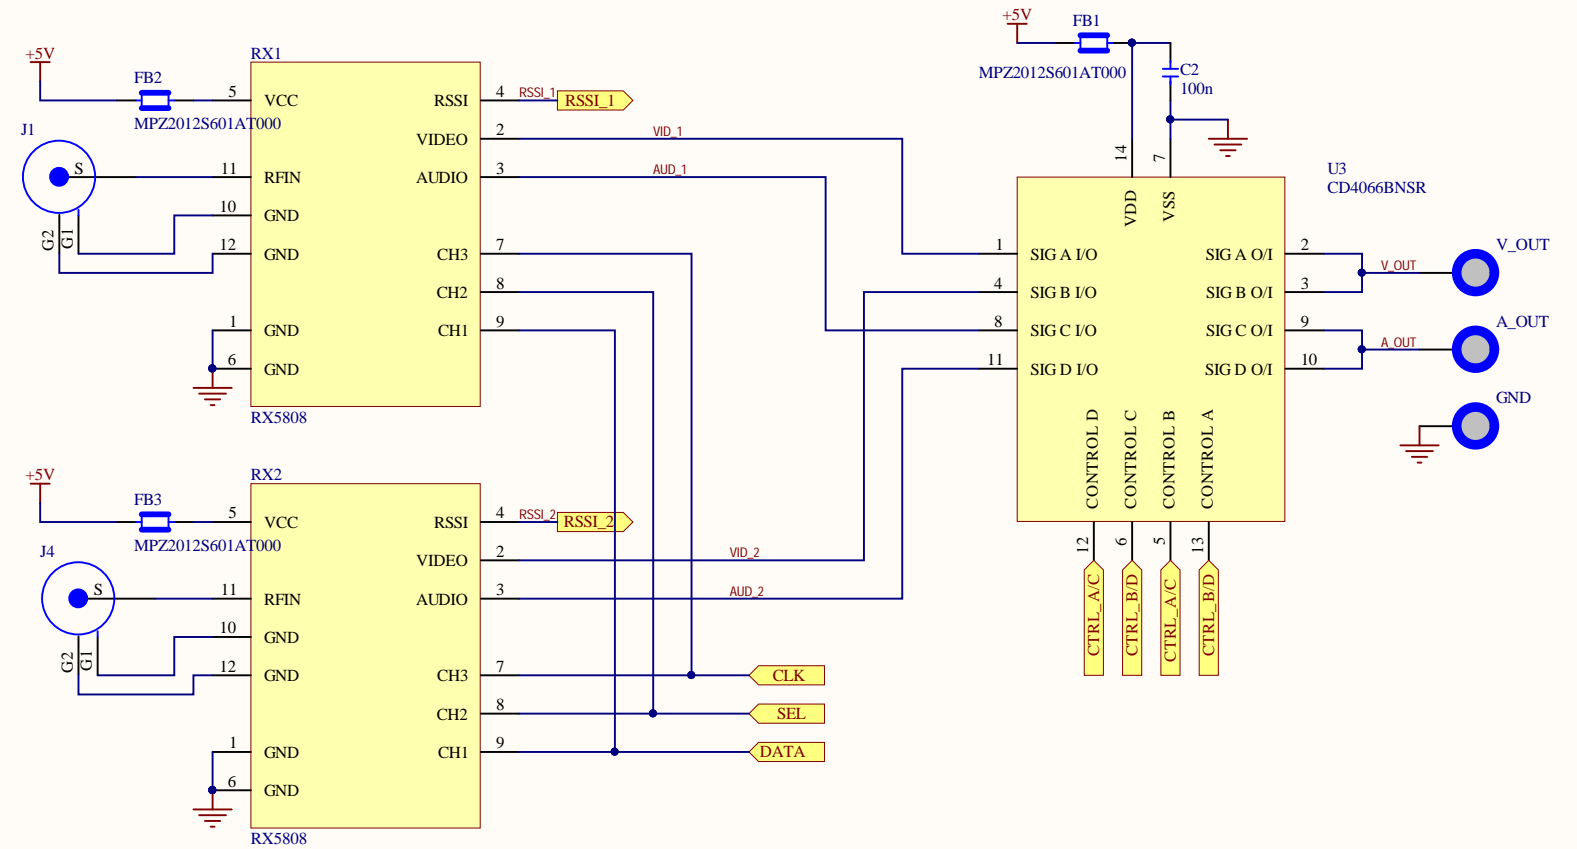 +5V
FB1
MPZ2012S601AT000
C2
100n
14
7
+5V
FB2
MPZ2012S601AT000
J1
S
G2
G1
RX1
5 VCC
11 RFIN
10 GND
12 GND
1 GND
6 GND
RSSI 4 RSSI_1 RSSI_1
VIDEO 2 VID_1
AUDIO 3 AUD_1
CH3 7
CH2 8
CH1 9
RX5808
U3
CD4066BNSR
VDD
VSS
1 SIG A I/O
4 SIG B I/O
8 SIG C I/O
11 SIG D I/O
SIG A O/I 2
SIG B O/I 3
SIG C O/I 9
SIG D O/I 10
V_OUT
V_OUT
A_OUT
A_OUT
GND
CONTROL D
CONTROL C
CONTROL B
CONTROL A
12
6
5
13
CTRL_A/C
CTRL_B/D
CTRL_A/C
CTRL_B/D
+5V
FB3
MPZ2012S601AT000
J4
S
G2
G1
RX2
5 VCC
11 RFIN
10 GND
12 GND
1 GND
6 GND
RSSI 4 RSSI_2 RSSI_2
VIDEO 2 VID_2
AUDIO 3 AUD_2
CH3 7 CLK
CH2 8 SEL
CH1 9 DATA
RX5808